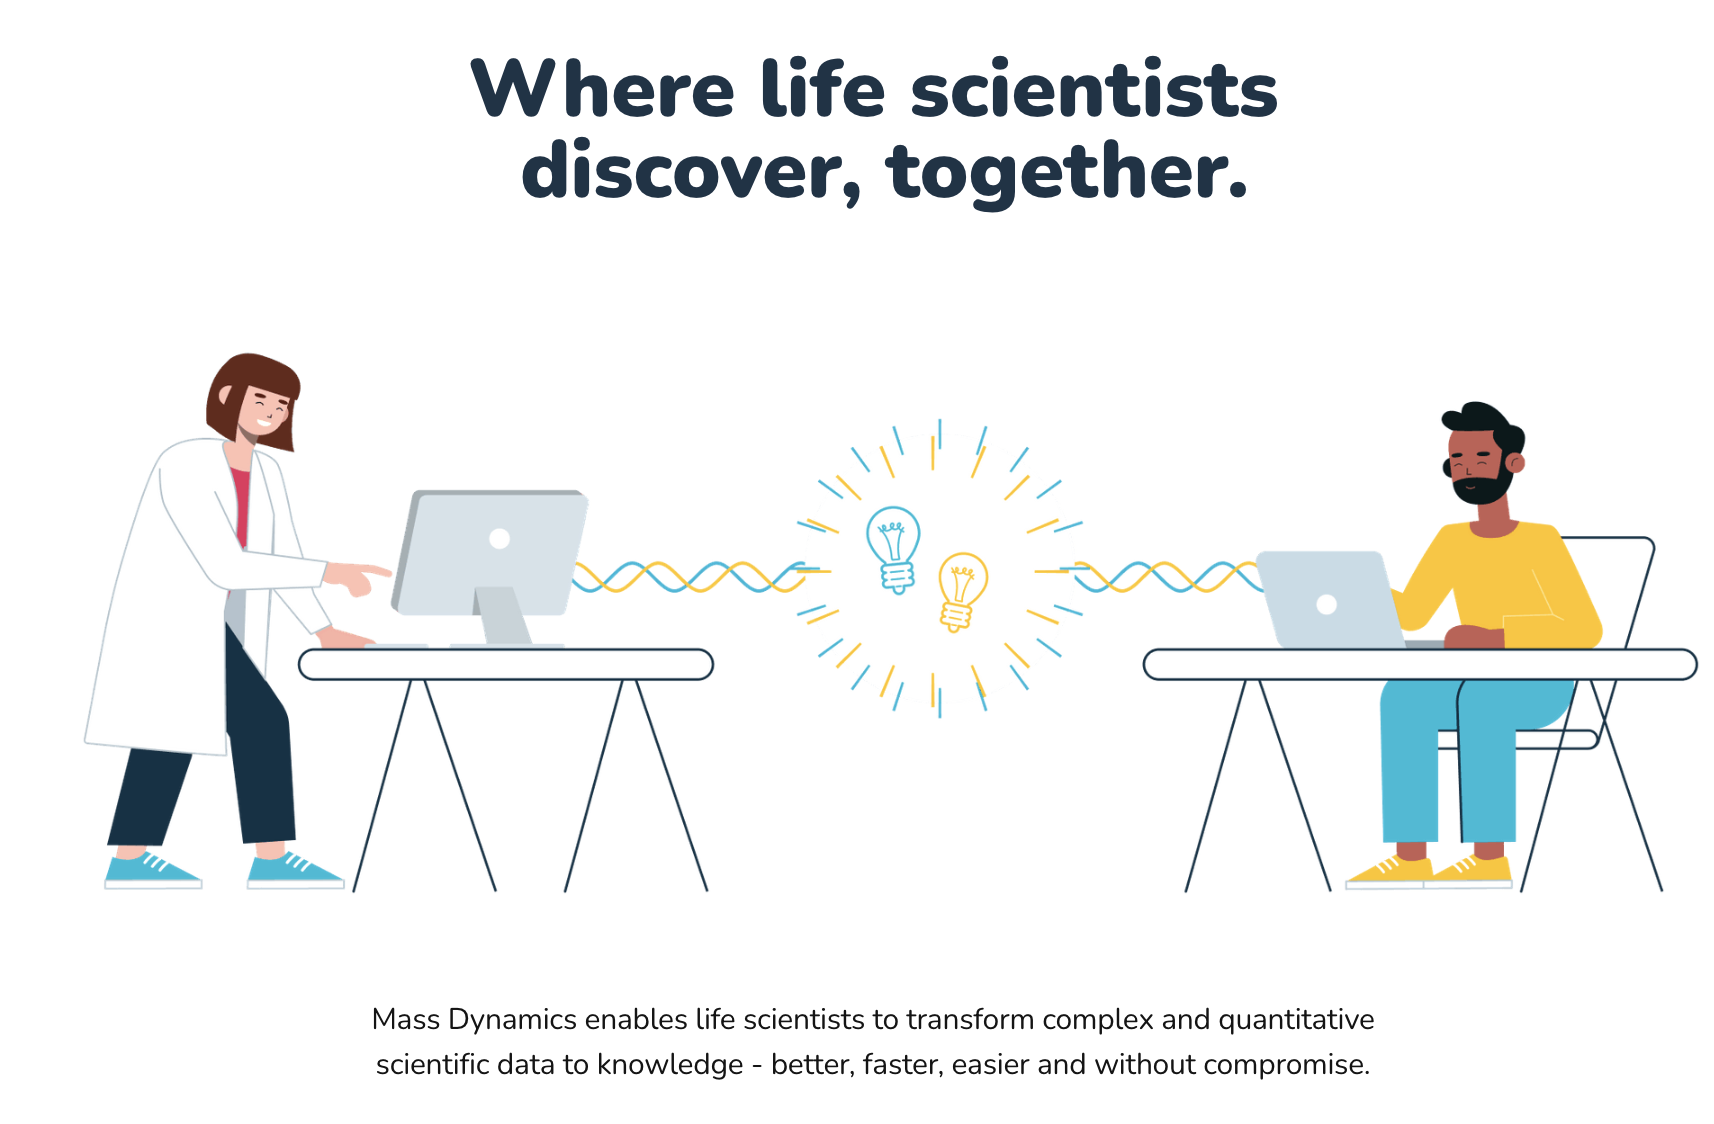 Where life scientists
discover, together.
Mass Dynamics enables life scientists to transform complex and quantitative
scientific data to knowledge - better, faster, easier and without compromise.